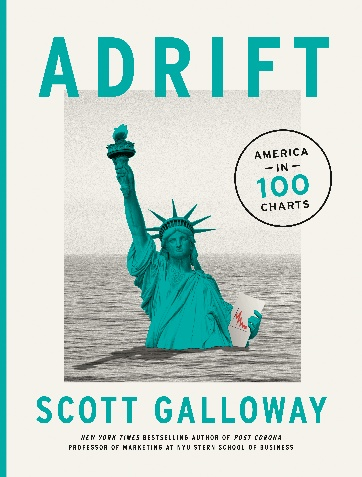 ADRIFT
AMERICA
— IN —
100
CHARTS
SCOTT GALLOWAY
NEW YORK TIMES BESTSELLING AUTHOR OF POST CORONA
PROFESSOR OF MARKETING AT NYU STERN SCHOOL OF BUSINESS